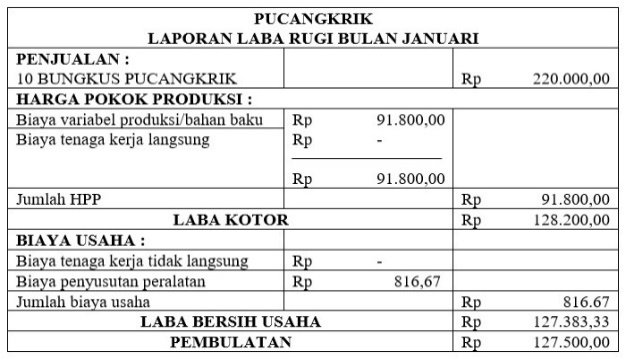 PUCANGKRIK
LAPORAN LABA RUGI BULAN JANUARI
PENJUALAN :
10 BUNGKUS PUCANGKRIK Rp 220.000,00
HARGA POKOK PRODUKSI :
Biaya variabel produksi/bahan baku Rp 91.800,00
Biaya tenaga kerja langsung Rp -
Rp 91.800,00
Jumlah HPP Rp 91.800,00
LABA KOTOR Rp 128.200,00
BIAYA USAHA :
Biaya tenaga kerja tidak langsung Rp -
Biaya penyusutan peralatan Rp 816,67
Jumlah biaya usaha Rp 816.67
LABA BERSIH USAHA Rp 127.383,33
PEMBULATAN Rp 127.500,00